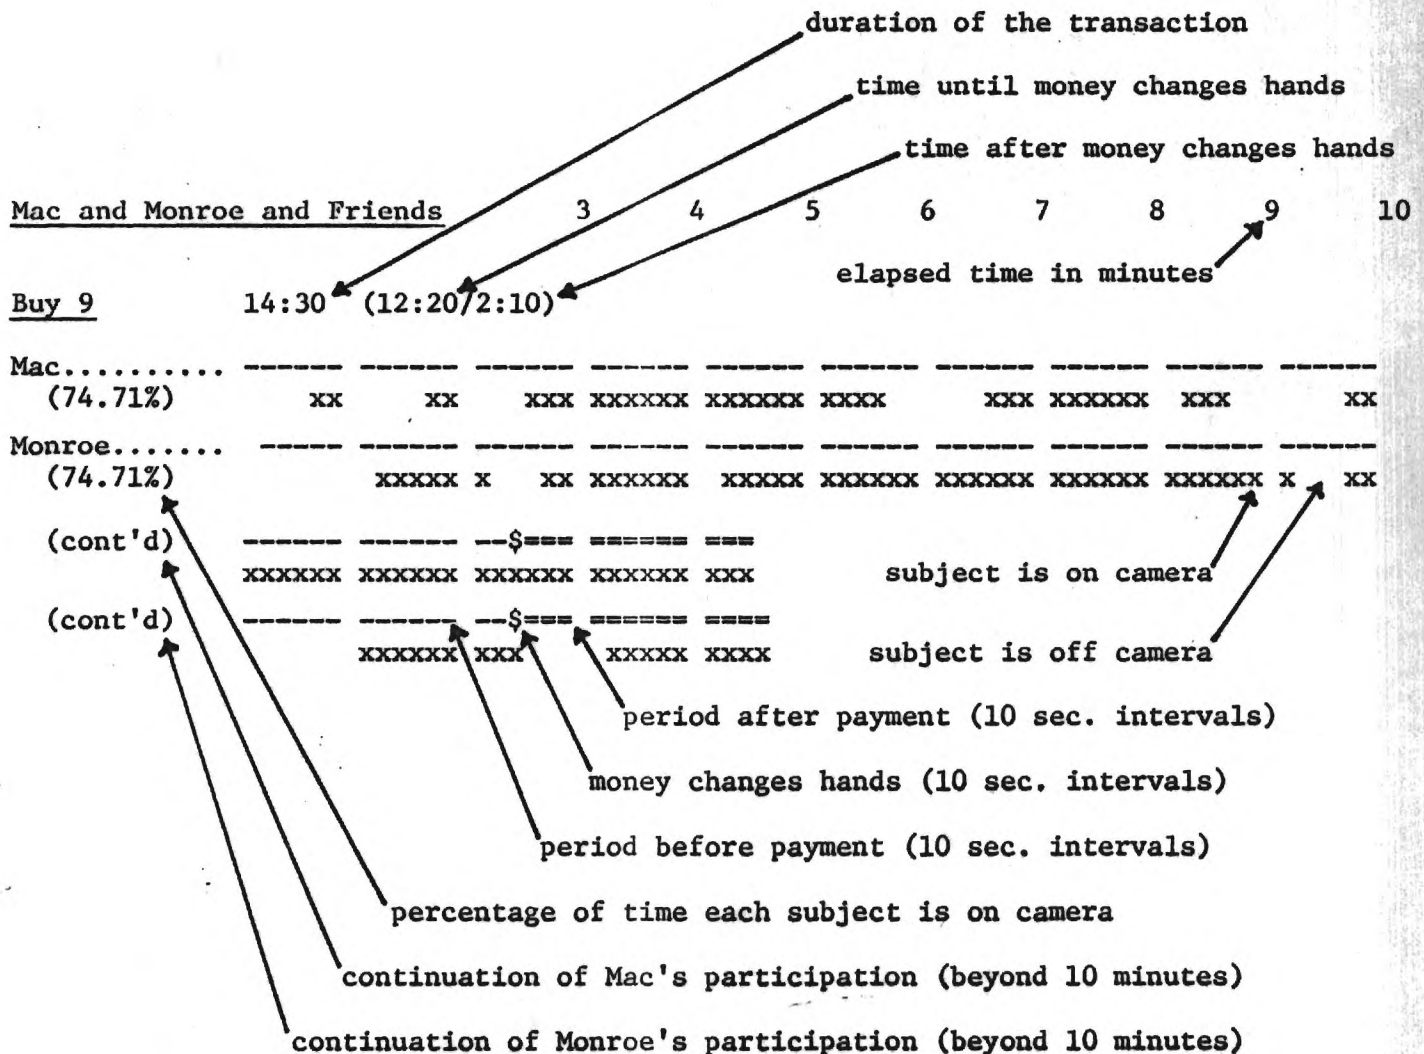 duration of the transaction
time until money changes hands
time after money changes hands
Mac and Monroe and Friends 3 4 5 6 7 8 9 10
elapsed time in minutes
Buy 9 14:30 (12:20/2:10)
Mac.......... ------ ------ ------ ------ ------ ------ ------ ------ ------ ------
(74.71%) xx xx xxx xxxxxx xxxxxx xxxx xxx xxxxxx xxx xx
Monroe....... ----- ------ ------ ------ ------ ------ ------ ------ ------ ------
(74.71%) xxxxx x xx xxxxxx xxxxx xxxxxx xxxxxx xxxxxx xxxxxx x xx
(cont'd) ------ ------ --$=== ====== ===
xxxxxx xxxxxx xxxxxx xxxxxx xxx subject is on camera
(cont'd) ------ ------ --$=== ====== ====
xxxxxx xxx xxxxx xxxx subject is off camera
period after payment (10 sec. intervals)
money changes hands (10 sec. intervals)
period before payment (10 sec. intervals)
percentage of time each subject is on camera
continuation of Mac's participation (beyond 10 minutes)
continuation of Monroe's participation (beyond 10 minutes)